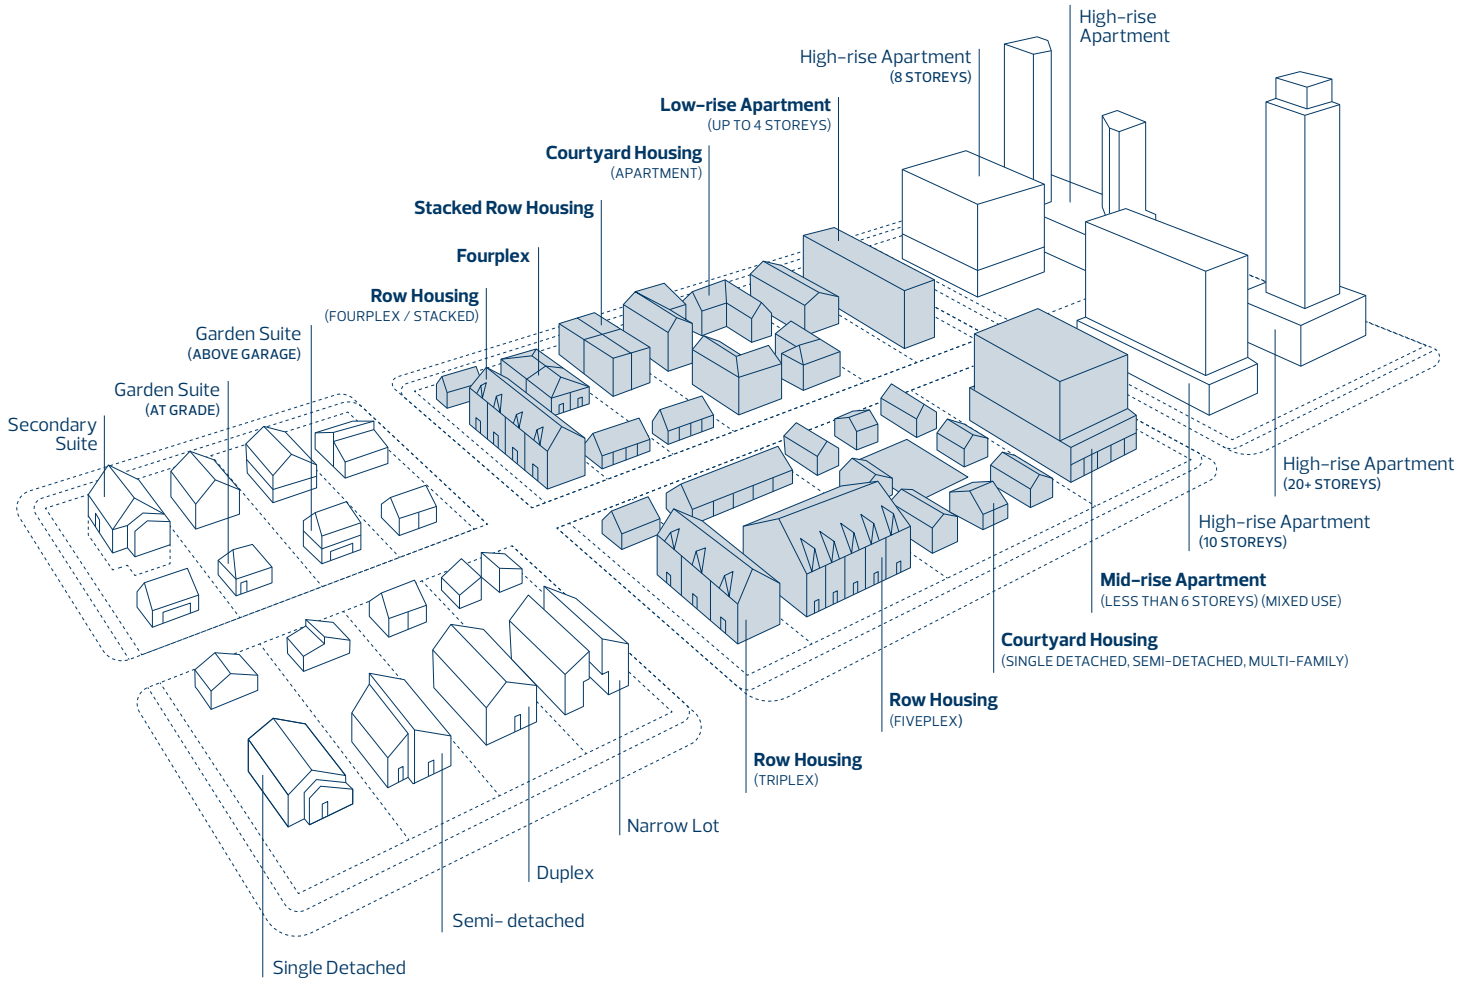 High-rise
Apartment
High-rise Apartment
(8 STOREYS)
Low-rise Apartment
(UP TO 4 STOREYS)
Courtyard Housing
(APARTMENT)
Stacked Row Housing
Fourplex
Row Housing
(FOURPLEX / STACKED)
Garden Suite
(ABOVE GARAGE)
Garden Suite
(AT GRADE)
Secondary
Suite
High-rise Apartment
(20+ STOREYS)
High-rise Apartment
(10 STOREYS)
Mid-rise Apartment
(LESS THAN 6 STOREYS) (MIXED USE)
Courtyard Housing
(SINGLE DETACHED, SEMI-DETACHED, MULTI-FAMILY)
Row Housing
(FIVEPLEX)
Row Housing
(TRIPLEX)
Narrow Lot
Duplex
Semi- detached
Single Detached